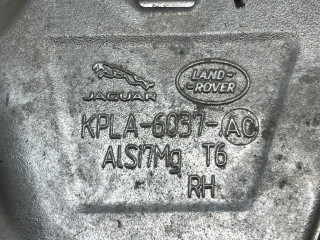 JAGUAR
LAND-
-ROVER
KPLA-6037-AC
AlSi7Mg T6
RH